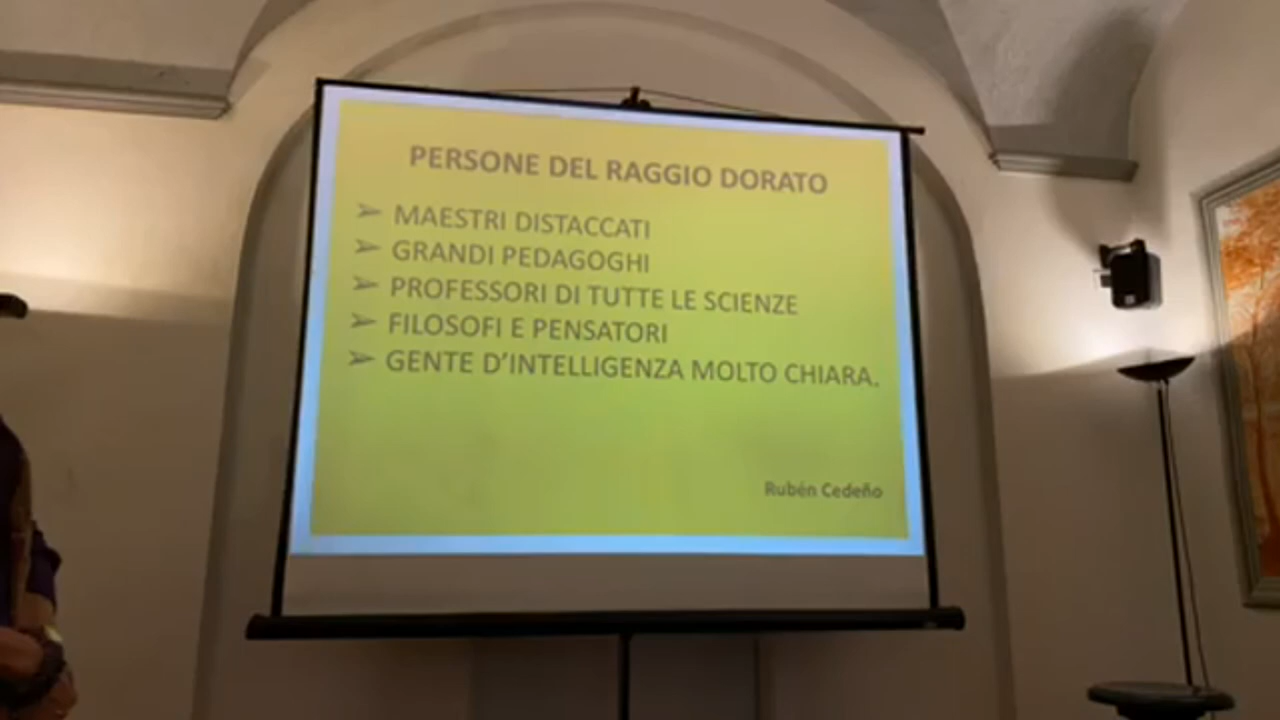 PERSONE DEL RAGGIO DORATO
➢ MAESTRI DISTACCATI
➢ GRANDI PEDAGOGHI
➢ PROFESSORI DI TUTTE LE SCIENZE
➢ FILOSOFI E PENSATORI
➢ GENTE D'INTELLIGENZA MOLTO CHIARA.
Rubén Cedeño